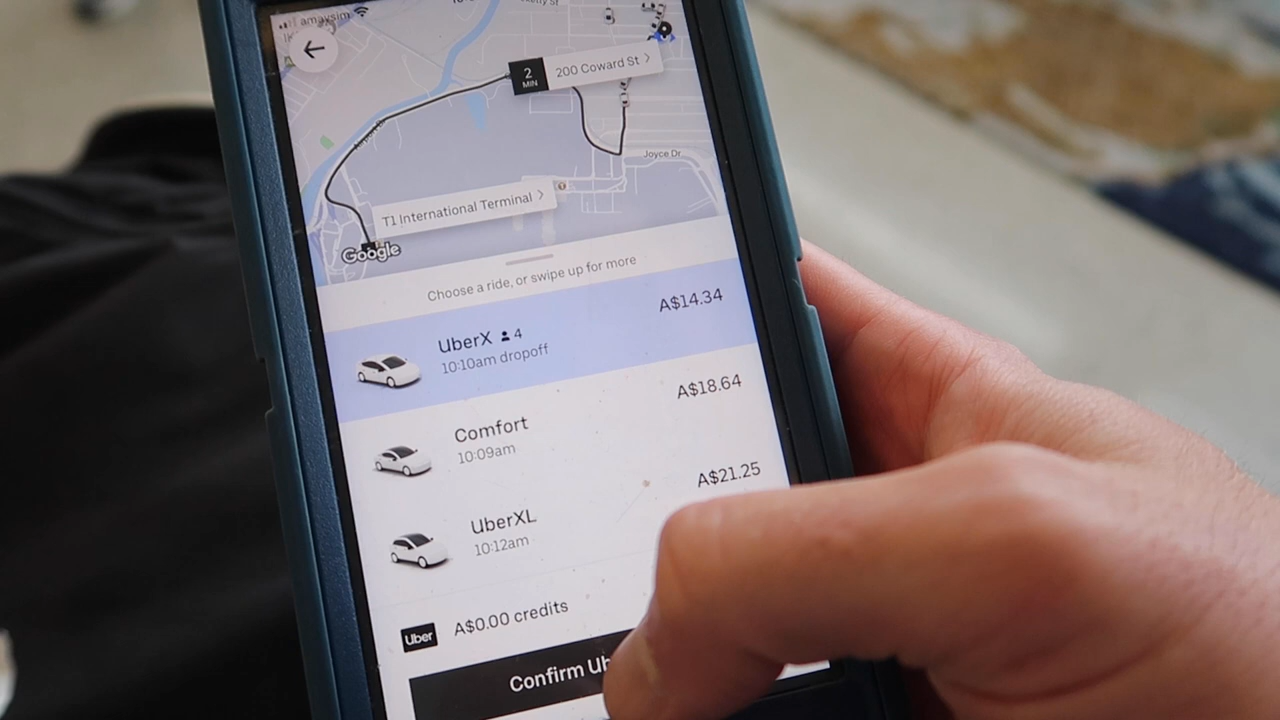 amaysim
2
MIN
200 Coward St >
Joyce Dr
T1 International Terminal >
Google
Choose a ride, or swipe up for more
UberX 4
A$14.34
10:10am dropoff
Comfort
A$18.64
10:09am
UberXL
A$21.25
10:12am
Uber
A$0.00 credits
Confirm Ub